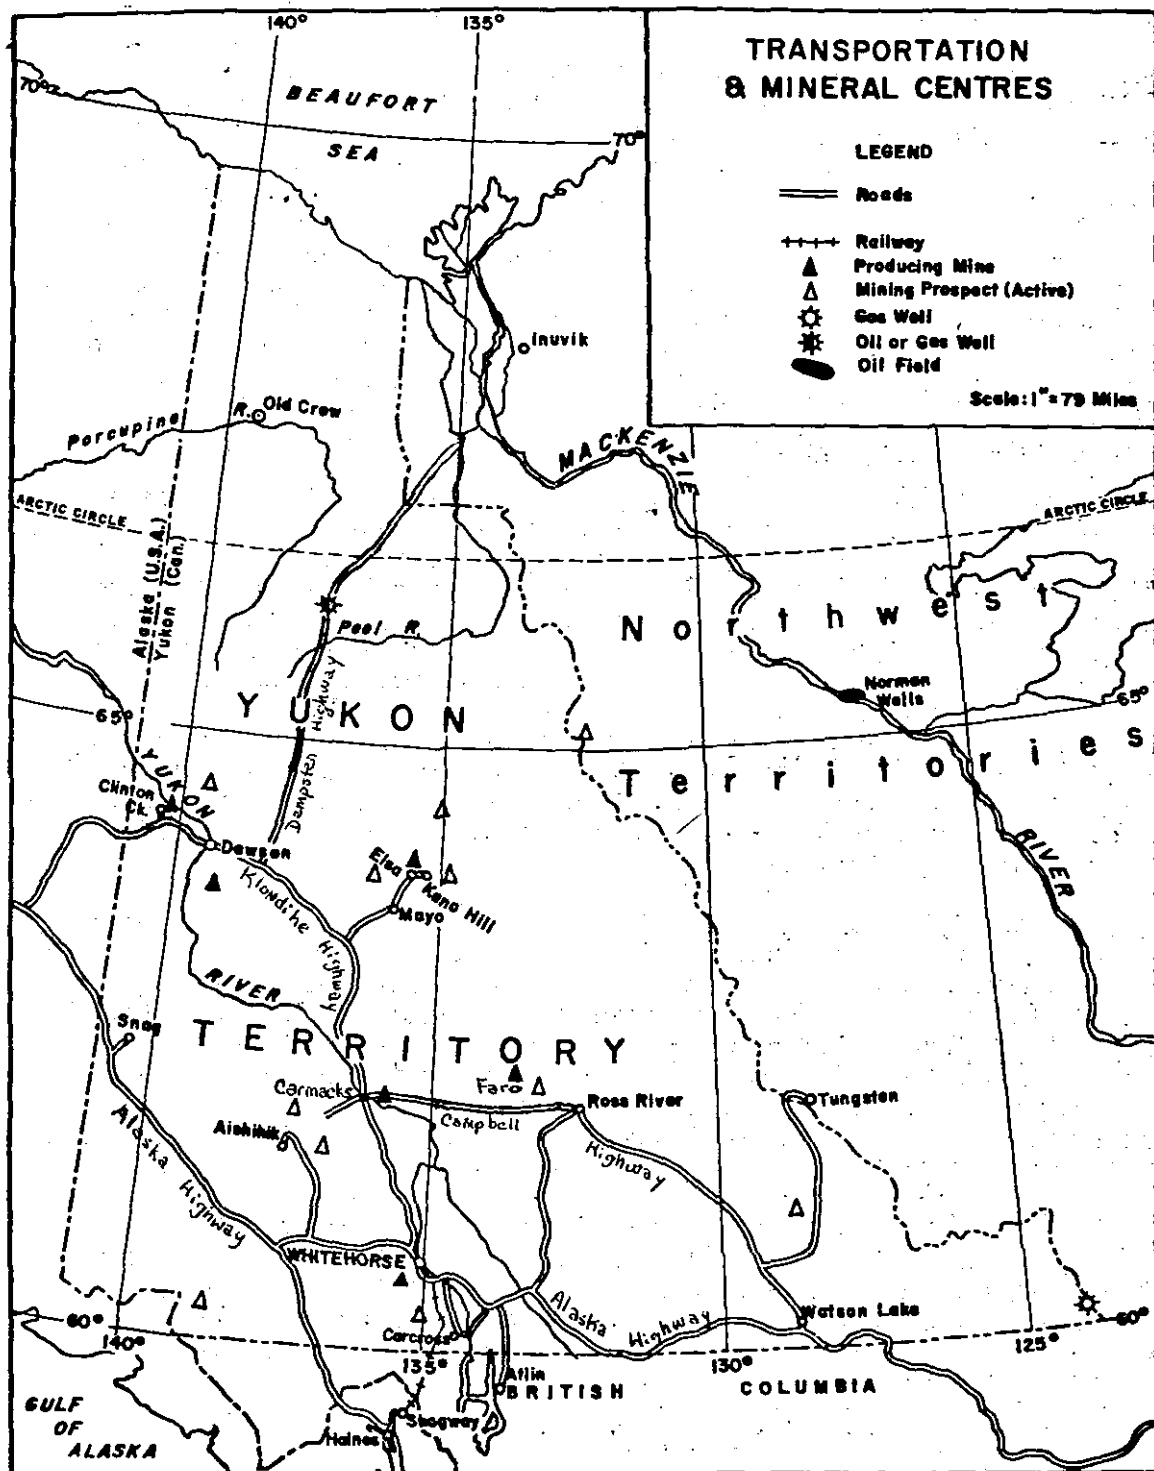 140°
135°
TRANSPORTATION
& MINERAL CENTRES
LEGEND
Roads
Railway
Producing Mine
Mining Prospect (Active)
Gas Well
Oil or Gas Well
Oil Field
Scale: 1" = 79 Miles
70°
BEAUFORT
SEA
70°
Inuvik
Old Crow
Porcupine R.
MACKENZIE
ARCTIC CIRCLE
ARCTIC CIRCLE
Alaska (U.S.A.)
Yukon (Can.)
Northwest
Peel R.
Norman
Wells
65°
65°
YUKON
Dempster Highway
Territories
YUKON
Clinton
Ck.
Dawson
RIVER
Elsa
Keno Hill
Mayo
Klondihe Highway
RIVER
Snag
TERRITORY
Carmacks
Faro
Ross River
Tungsten
Campbell
Highway
Aishihik
Alaska Highway
WHITEHORSE
Alaska Highway
Watson Lake
60°
60°
140°
135°
130°
125°
Carcross
Atlin
BRITISH COLUMBIA
Skagway
Haines
GULF
OF
ALASKA